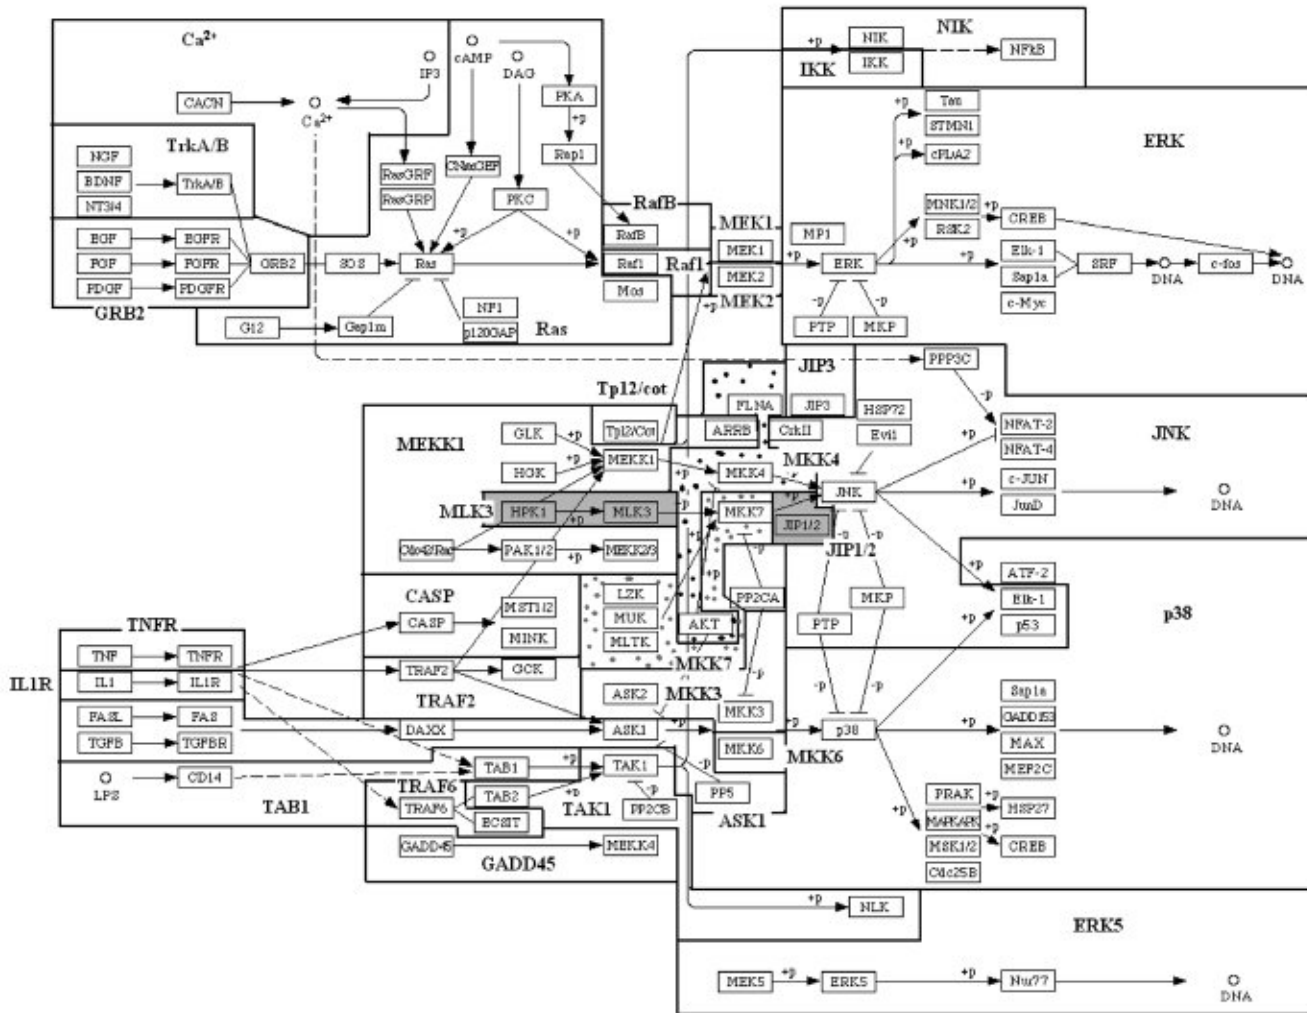 Ca²⁺
cAMP
IP3
DAG
CACN
Ca²⁺
PKA
+p
Rap1
TrkA/B
NGF
BDNF
NT3/4
TrkA/B
RasGRF
RasGRP
CNasGEF
PKC
+p
+p
RafB
RafB
EGF
EGFR
FGF
FGFR
PDGF
PDGFR
GRB2
GRB2
SOS
Ras
Raf1
Raf1
Mos
G12
Gap1m
NF1
p120GAP
Ras
MEK1
MEK1
MEK2
MEK2
+p
+p
NIK
+p
NIK
IKK
IKK
NFkB
ERK
+p
Tau
STMN1
cPLA2
MP1
ERK
+p
MNK1/2
RSK2
+p
CREB
+p
Elk-1
Sap1a
c-Myc
SRF
DNA
c-fos
DNA
-p
-p
PTP
MKP
PPP3C
-p
JIP3
FLNA
JIP3
Tpl2/cot
Tpl2/Cot
ARRB
CrkII
HSP72
Evi1
NFAT-2
NFAT-4
JNK
MEKK1
GLK
+p
HGK
+p
MEKK1
MKK4
MKK4
+p
JNK
-p
+p
c-JUN
JunD
DNA
MLK3
HPK1
+p
MLK3
-p
MKK7
+p
JIP1/2
JIP1/2
Cdc42/Rac
PAK1/2
+p
MEKK2/3
+p
+p
-p
-p
-p
PP2CA
PTP
MKP
+p
+p
ATF-2
Elk-1
p53
p38
CASP
CASP
MST1/2
MINK
LZK
MUK
MLTK
AKT
MKK7
TNFR
TNF
TNFR
IL1R
IL1
IL1R
TRAF2
GCK
TRAF2
ASK2
MKK3
MKK3
-p
-p
-p
FASL
FAS
TGFB
TGFBR
DAXX
ASK1
+p
MKK6
+p
p38
MKK6
+p
Sap1a
GADD153
MAX
MEF2C
DNA
LPS
CD14
TAB1
TAB1
+p
TAK1
TRAF6
TRAF6
TAB2
+p
ECSIT
TAK1
-p
PP2CB
-p
PP5
ASK1
GADD45
MEKK4
GADD45
+p
PRAK
MAPKAPK
MSK1/2
Cdc25B
+p
HSP27
+p
CREB
+p
NLK
ERK5
MEK5
+p
ERK5
+p
Nur77
DNA